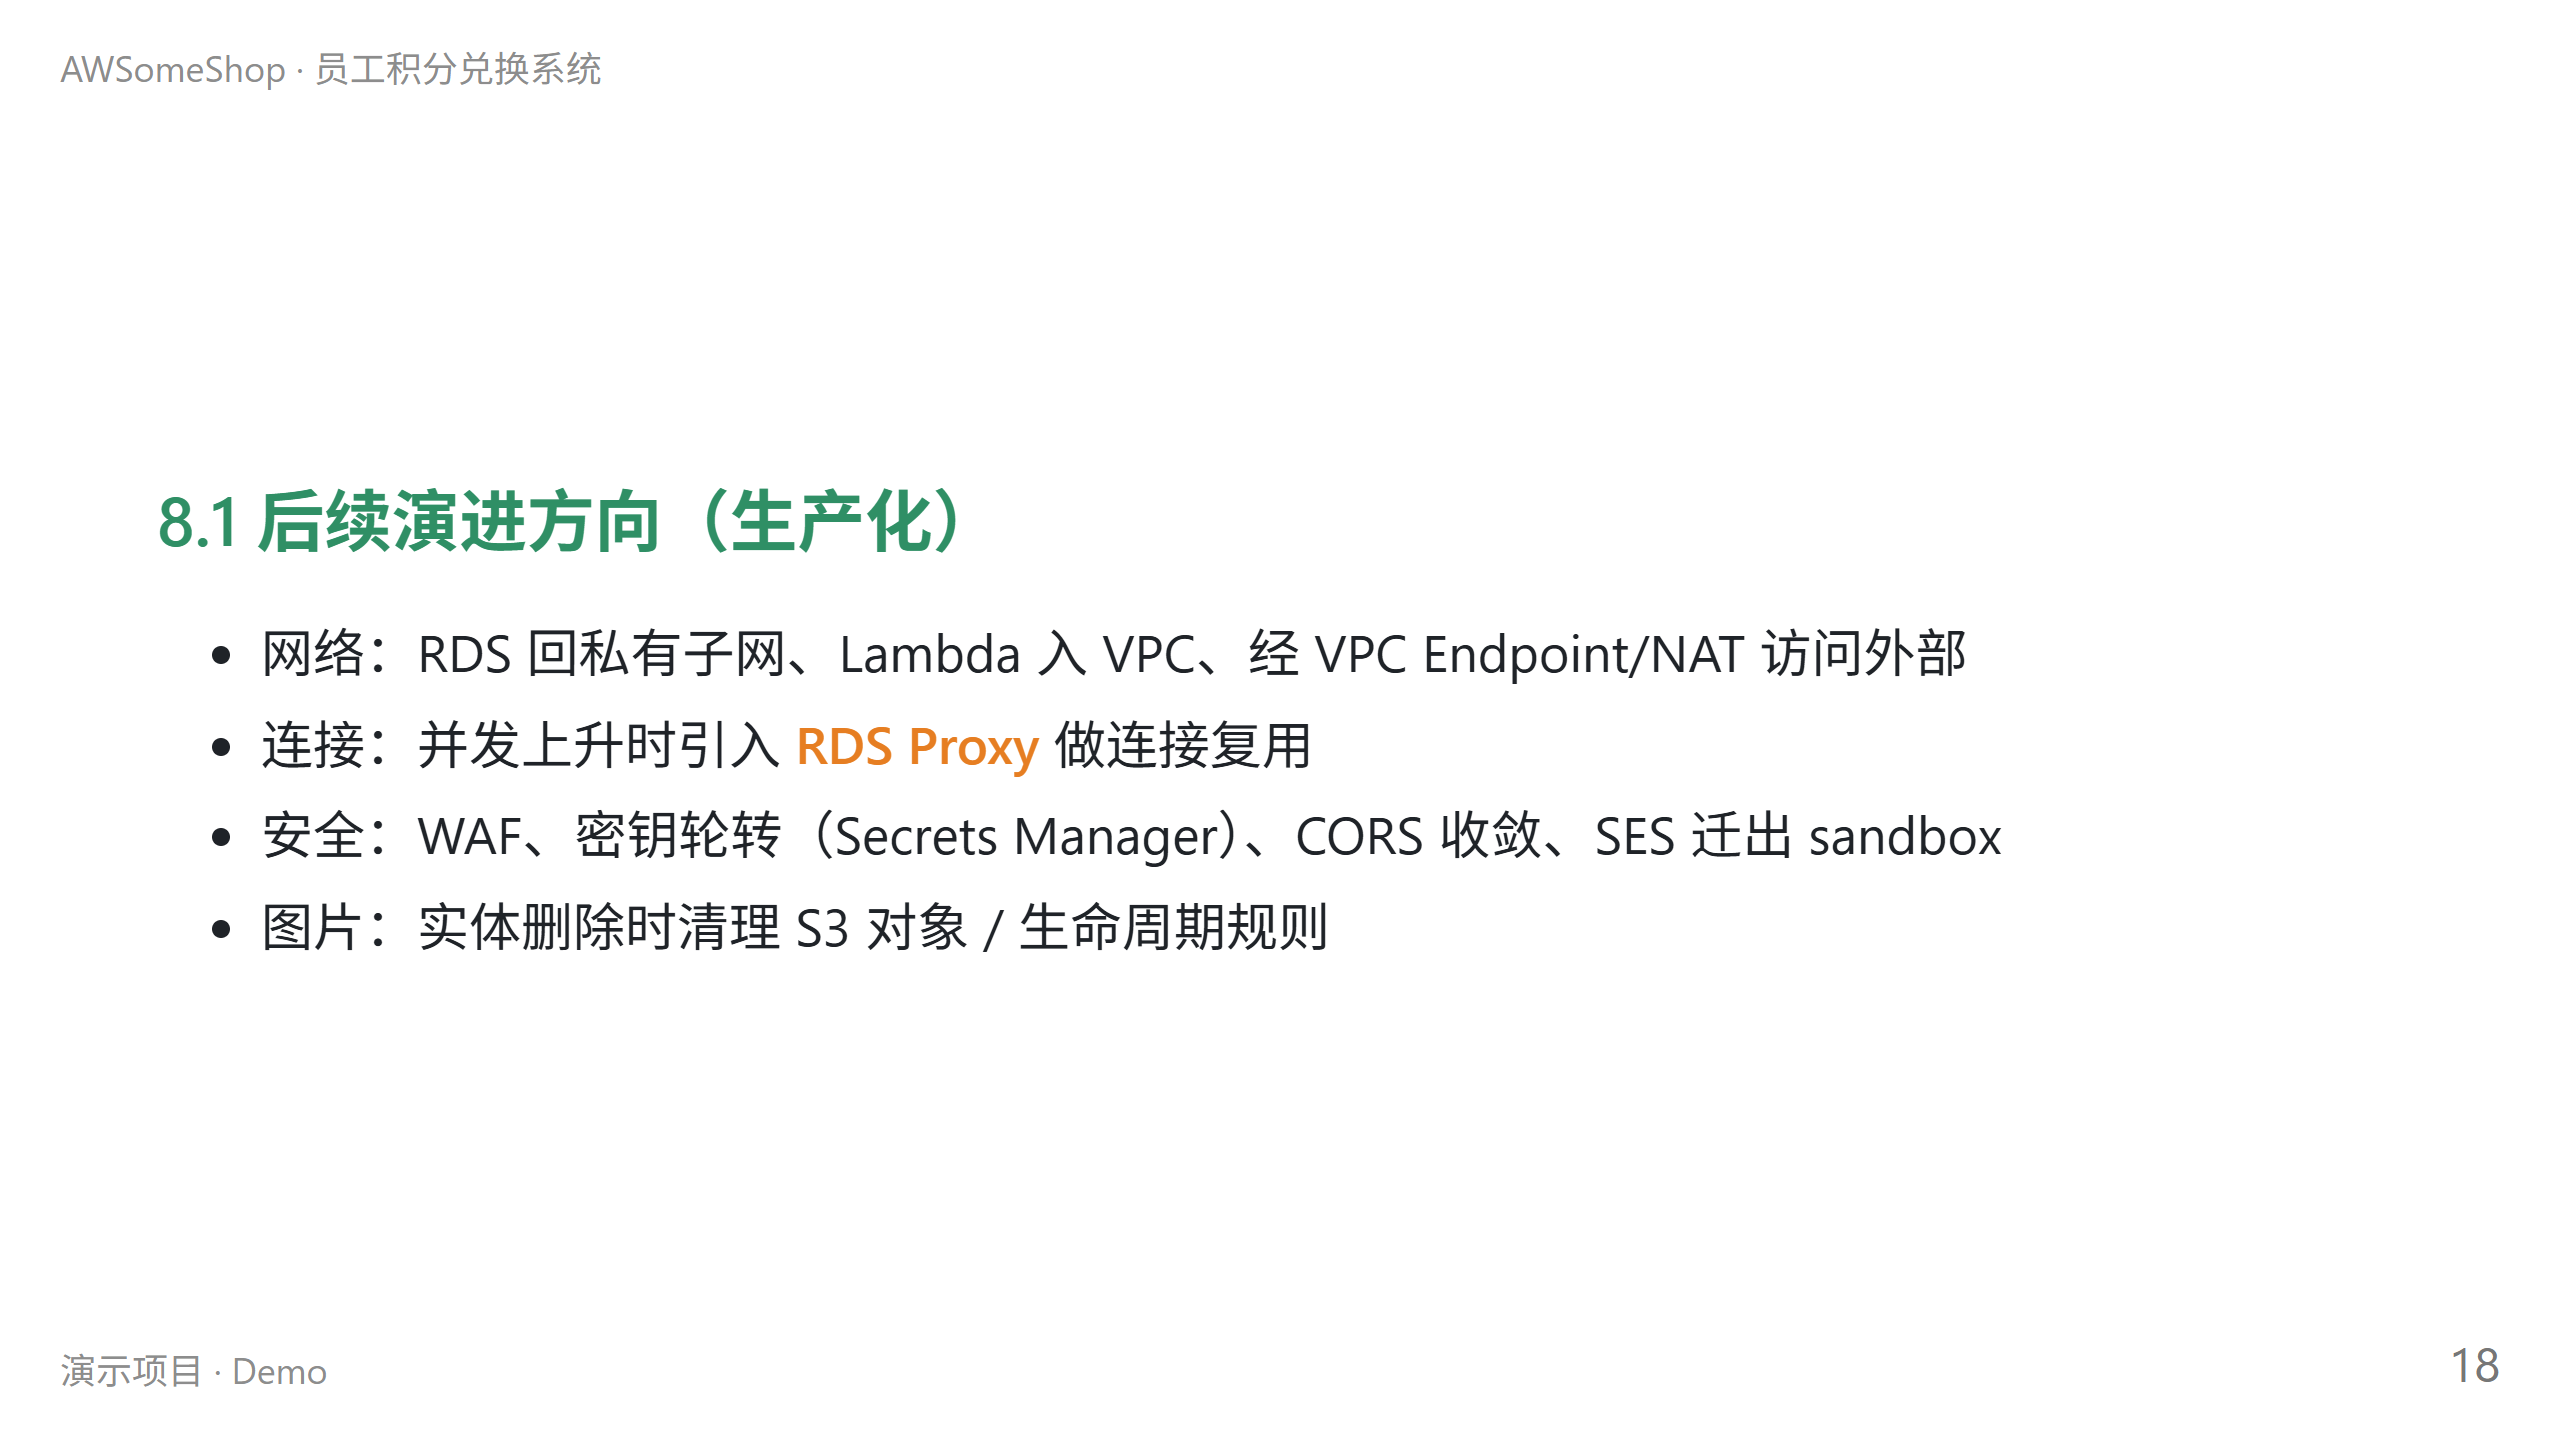 AWSomeShop · 员工积分兑换系统
8.1 后续演进方向（生产化）
• 网络：RDS 回私有子网、Lambda 入 VPC、经 VPC Endpoint/NAT 访问外部
• 连接：并发上升时引入 RDS Proxy 做连接复用
• 安全：WAF、密钥轮转（Secrets Manager）、CORS 收敛、SES 迁出 sandbox
• 图片：实体删除时清理 S3 对象 / 生命周期规则
演示项目 · Demo
18